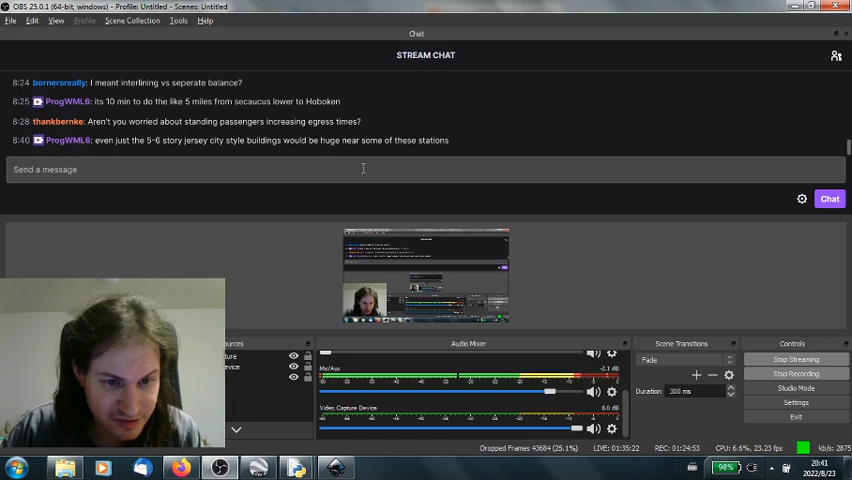 OBS 25.0.1 (64-bit, windows) - Profile: Untitled - Scenes: Untitled
File Edit View Profile Scene Collection Tools Help
Chat
STREAM CHAT
8:24 bornersreally: I meant interlining vs seperate balance?
8:25 ProgWML6: its 10 min to do the like 5 miles from secaucus lower to Hoboken
8:28 thankbernke: Aren't you worried about standing passengers increasing egress times?
8:40 ProgWML6: even just the 5-6 story jersey city style buildings would be huge near some of these stations
Send a message
Chat
ources Audio Mixer Scene Transitions Controls
Mic/Aux -2.1
Video Capture Device 0.0
Fade
Duration 300 ms
Stop Streaming
Stop Recording
Studio Mode
Settings
Exit
Dropped Frames 43684 (25.1%) LIVE: 01:35:22 REC: 01:24:53 CPU: 6.6%, 23.23 fps kb/s: 2875
98% 20:41
2022/8/23